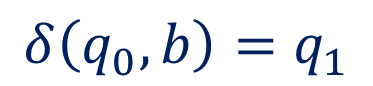 δ(q₀, b) = q₁